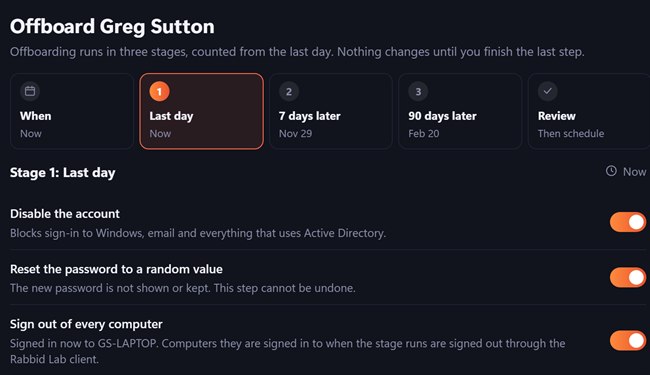 Offboard Greg Sutton
Offboarding runs in three stages, counted from the last day. Nothing changes until you finish the last step.
When
Now
1
Last day
Now
2
7 days later
Nov 29
3
90 days later
Feb 20
Review
Then schedule
Stage 1: Last day
Now
Disable the account
Blocks sign-in to Windows, email and everything that uses Active Directory.
Reset the password to a random value
The new password is not shown or kept. This step cannot be undone.
Sign out of every computer
Signed in now to GS-LAPTOP. Computers they are signed in to when the stage runs are signed out through the
Rabbid Lab client.